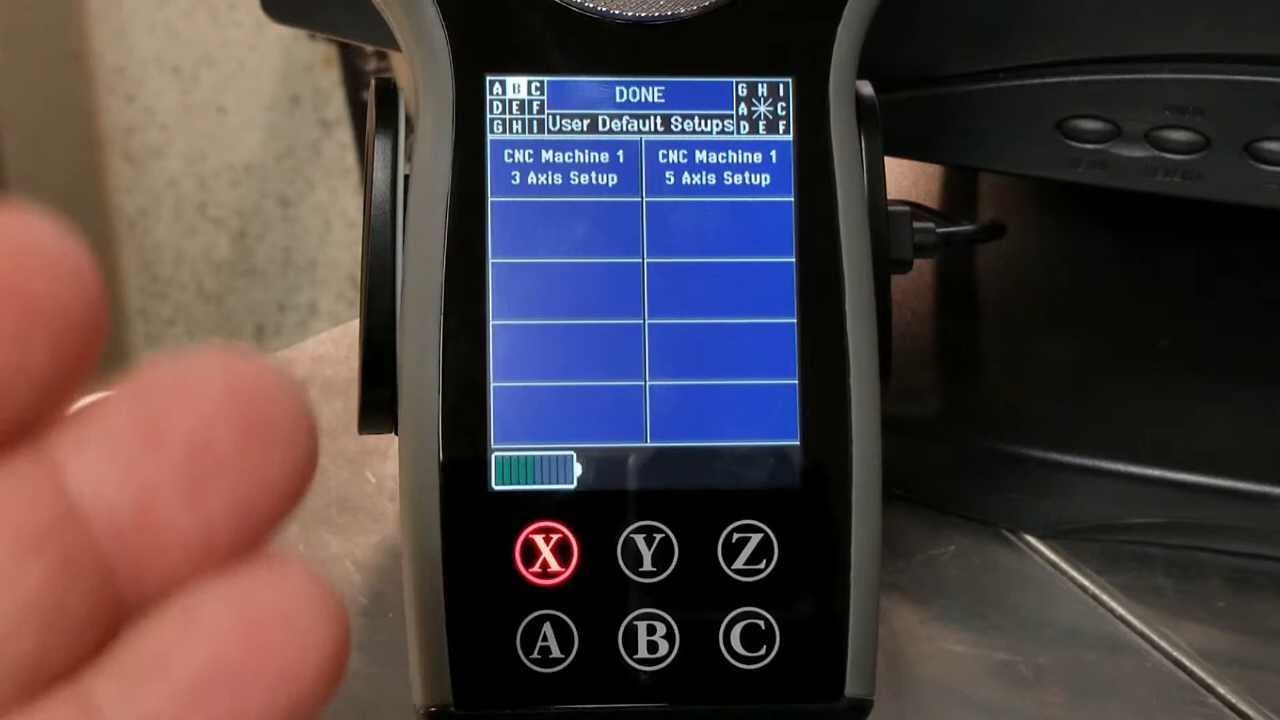 A B C
D E F
G H I
DONE
User Default Setups
G H I
A C
D E F
CNC Machine 1
3 Axis Setup
CNC Machine 1
5 Axis Setup
X Y Z
A B C